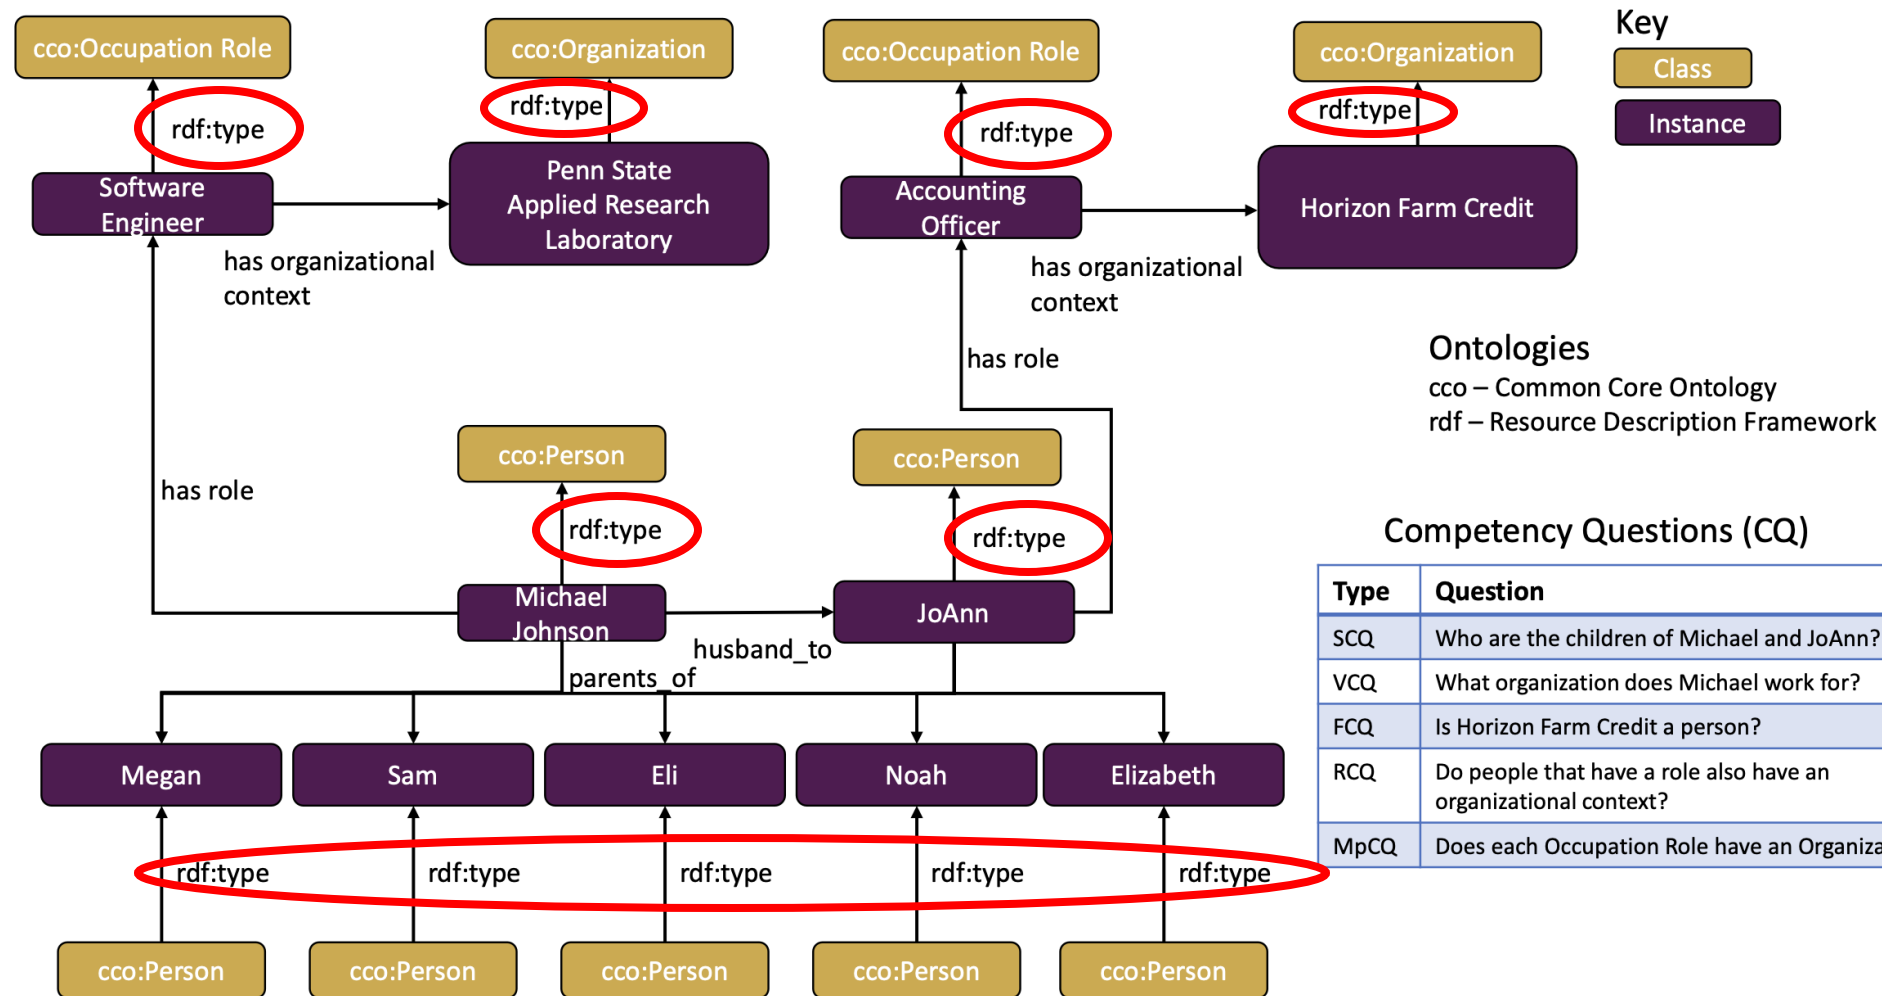 cco:Occupation Role
cco:Organization
cco:Occupation Role
cco:Organization
Key
Class
Instance
rdf:type
rdf:type
rdf:type
rdf:type
Software
Engineer
Penn State
Applied Research
Laboratory
Accounting
Officer
Horizon Farm Credit
has organizational
context
has organizational
context
has role
Ontologies
cco – Common Core Ontology
rdf – Resource Description Framework
has role
cco:Person
cco:Person
rdf:type
rdf:type
Michael
Johnson
JoAnn
husband_to
parents_of
Megan
Sam
Eli
Noah
Elizabeth
rdf:type
rdf:type
rdf:type
rdf:type
rdf:type
cco:Person
cco:Person
cco:Person
cco:Person
cco:Person
Competency Questions (CQ)
Type Question
SCQ Who are the children of Michael and JoAnn?
VCQ What organization does Michael work for?
FCQ Is Horizon Farm Credit a person?
RCQ Do people that have a role also have an
organizational context?
MpCQ Does each Occupation Role have an Organiza